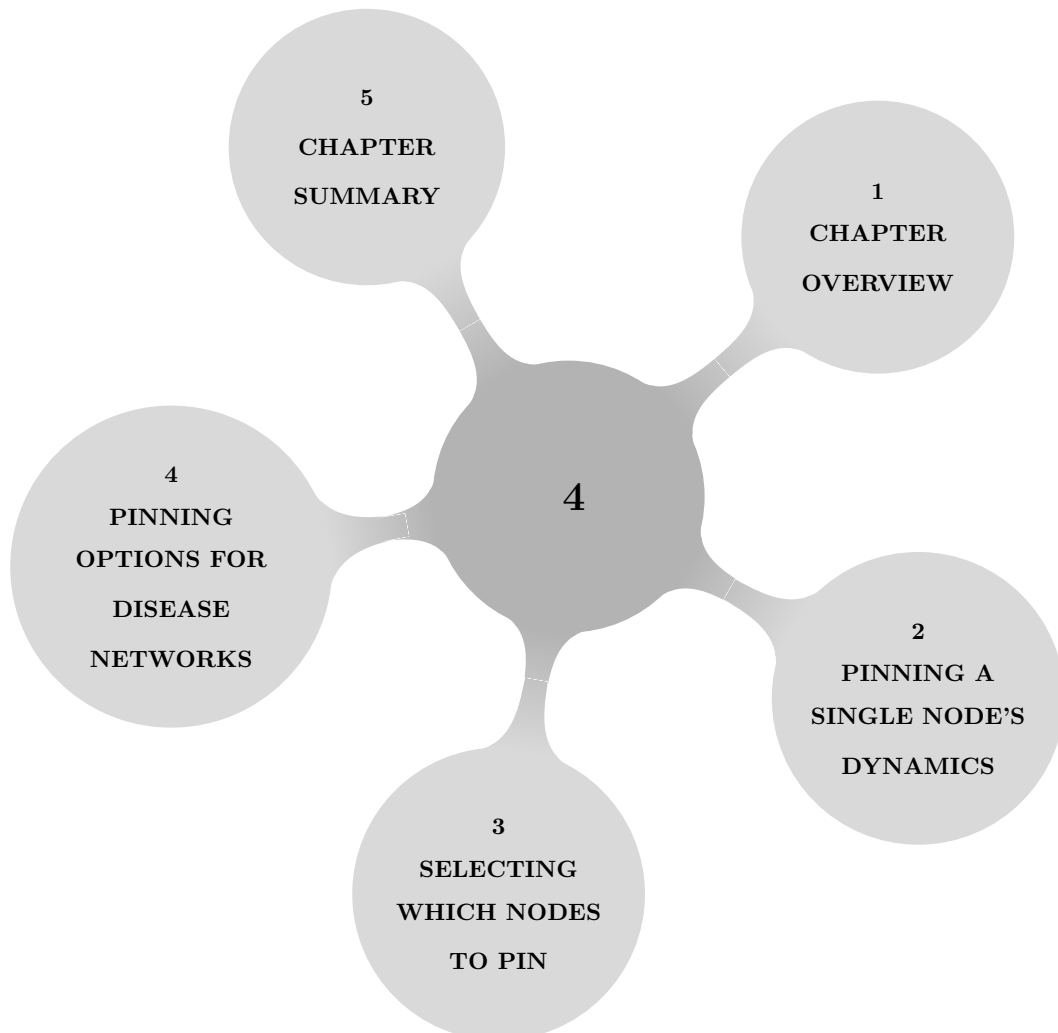 5
CHAPTER
SUMMARY
1
CHAPTER
OVERVIEW
4
4
PINNING
OPTIONS FOR
DISEASE
NETWORKS
2
PINNING A
SINGLE NODE'S
DYNAMICS
3
SELECTING
WHICH NODES
TO PIN